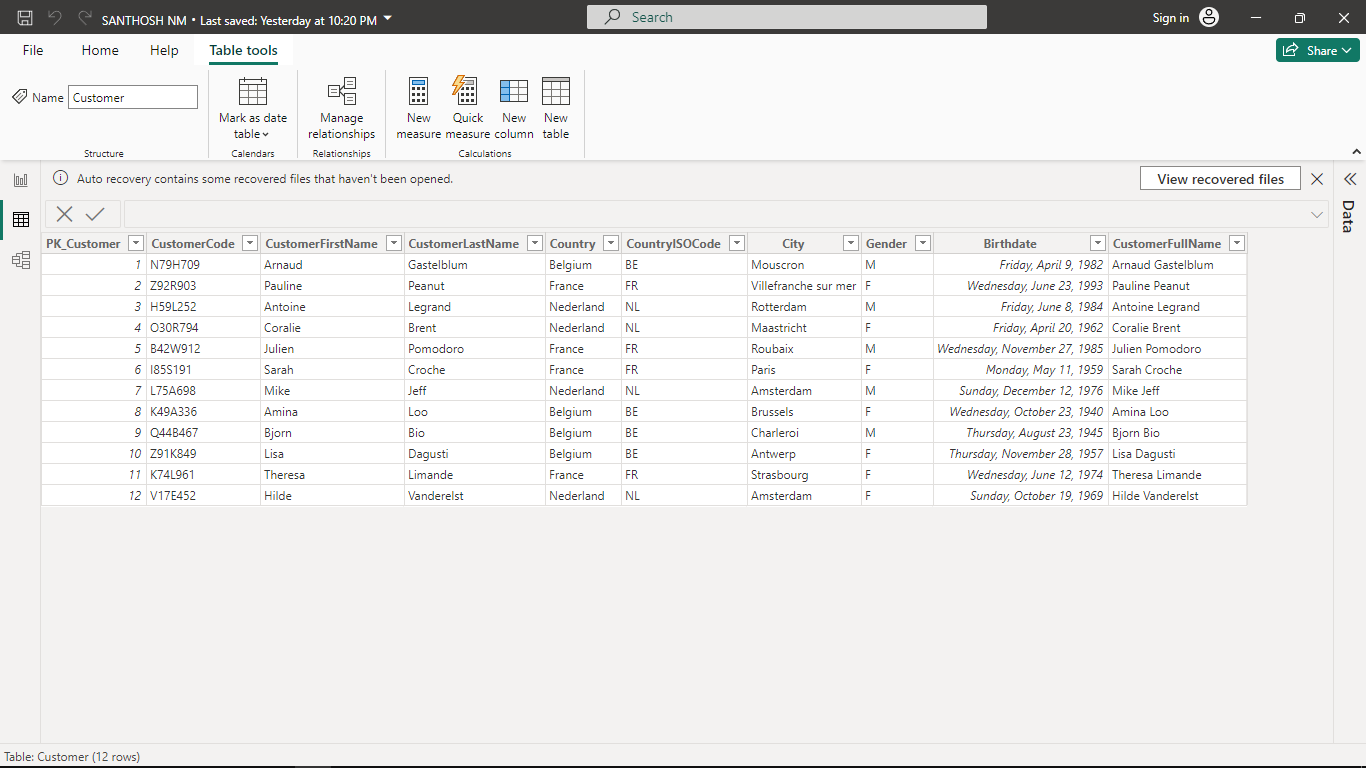 SANTHOSH NM • Last saved: Yesterday at 10:20 PM
Search
Sign in
File Home Help Table tools
Share
Name Customer
Mark as date table
Manage relationships
New measure
Quick measure
New column
New table
Structure Calendars Relationships Calculations
Auto recovery contains some recovered files that haven't been opened.
View recovered files
Data
PK_Customer CustomerCode CustomerFirstName CustomerLastName Country CountryISOCode City Gender Birthdate CustomerFullName
1 N79H709 Arnaud Gastelblum Belgium BE Mouscron M Friday, April 9, 1982 Arnaud Gastelblum
2 Z92R903 Pauline Peanut France FR Villefranche sur mer F Wednesday, June 23, 1993 Pauline Peanut
3 H59L252 Antoine Legrand Nederland NL Rotterdam M Friday, June 8, 1984 Antoine Legrand
4 O30R794 Coralie Brent Nederland NL Maastricht F Friday, April 20, 1962 Coralie Brent
5 B42W912 Julien Pomodoro France FR Roubaix M Wednesday, November 27, 1985 Julien Pomodoro
6 I85S191 Sarah Croche France FR Paris F Monday, May 11, 1959 Sarah Croche
7 L75A698 Mike Jeff Nederland NL Amsterdam M Sunday, December 12, 1976 Mike Jeff
8 K49A336 Amina Loo Belgium BE Brussels F Wednesday, October 23, 1940 Amina Loo
9 Q44B467 Bjorn Bio Belgium BE Charleroi M Thursday, August 23, 1945 Bjorn Bio
10 Z91K849 Lisa Dagusti Belgium BE Antwerp F Thursday, November 28, 1957 Lisa Dagusti
11 K74L961 Theresa Limande France FR Strasbourg F Wednesday, June 12, 1974 Theresa Limande
12 V17E452 Hilde Vanderelst Nederland NL Amsterdam F Sunday, October 19, 1969 Hilde Vanderelst
Table: Customer (12 rows)